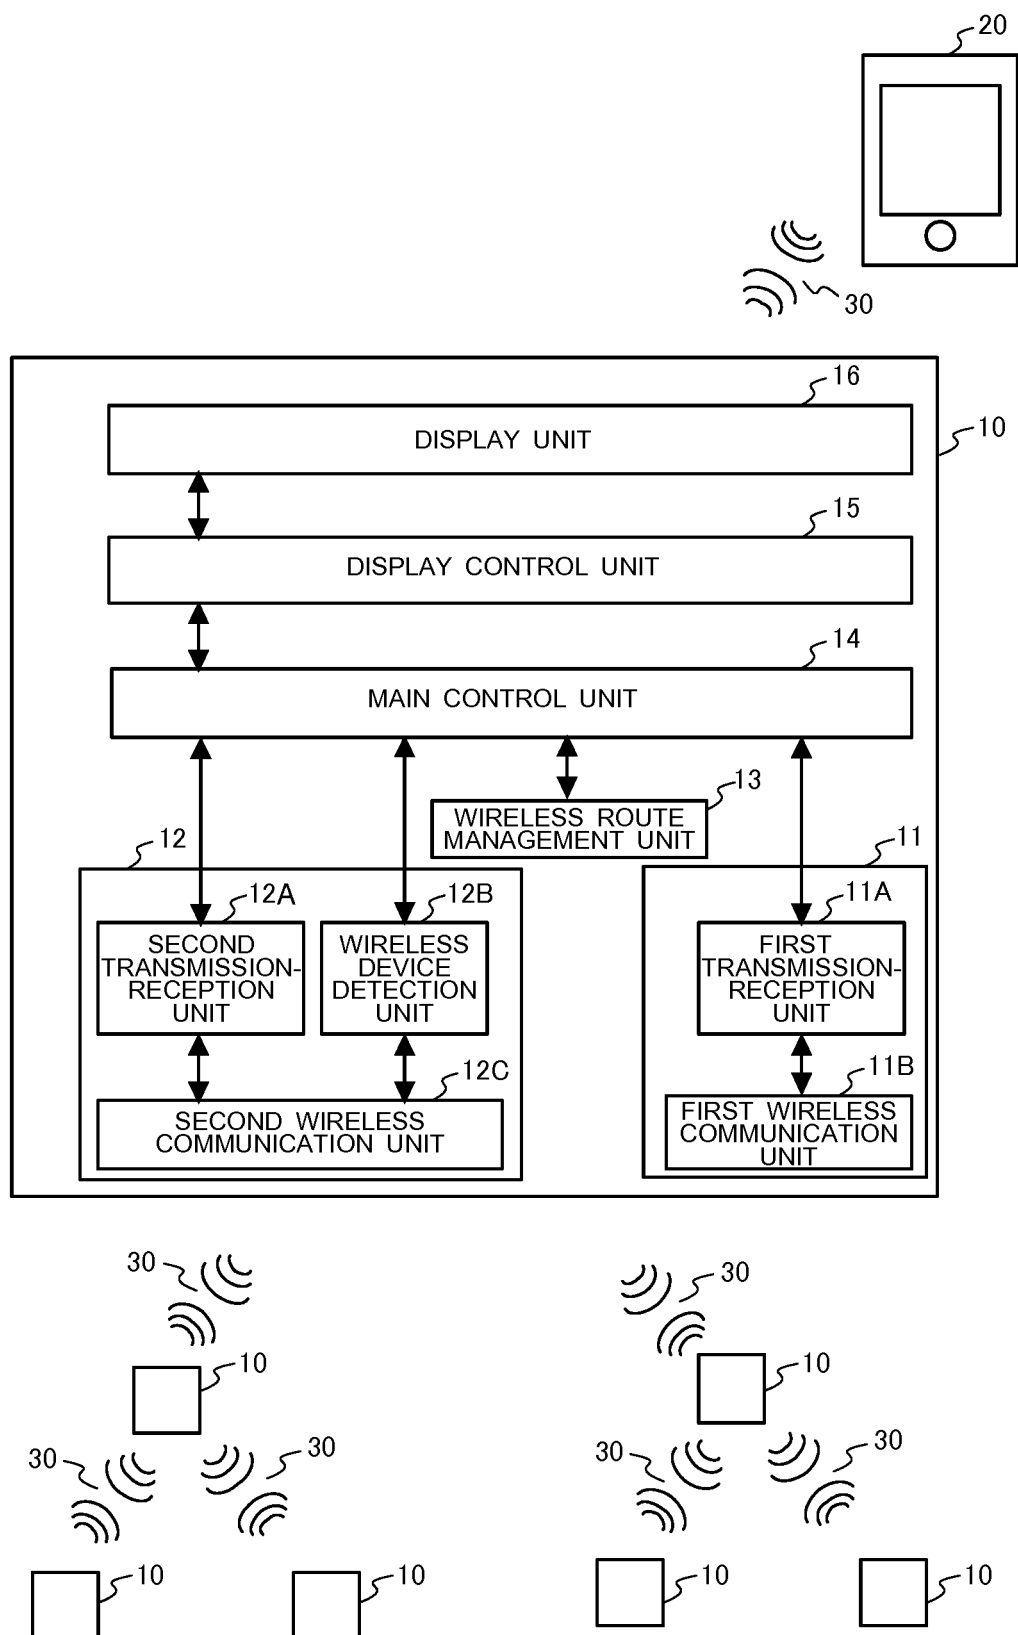 20
30
16
DISPLAY UNIT
10
15
DISPLAY CONTROL UNIT
14
MAIN CONTROL UNIT
13
WIRELESS ROUTE
MANAGEMENT UNIT
12
11
12A
12B
11A
SECOND
TRANSMISSION-
RECEPTION
UNIT
WIRELESS
DEVICE
DETECTION
UNIT
FIRST
TRANSMISSION-
RECEPTION
UNIT
12C
11B
SECOND WIRELESS
COMMUNICATION UNIT
FIRST WIRELESS
COMMUNICATION
UNIT
30
30
10
10
30
30
30
30
10
10
10
10